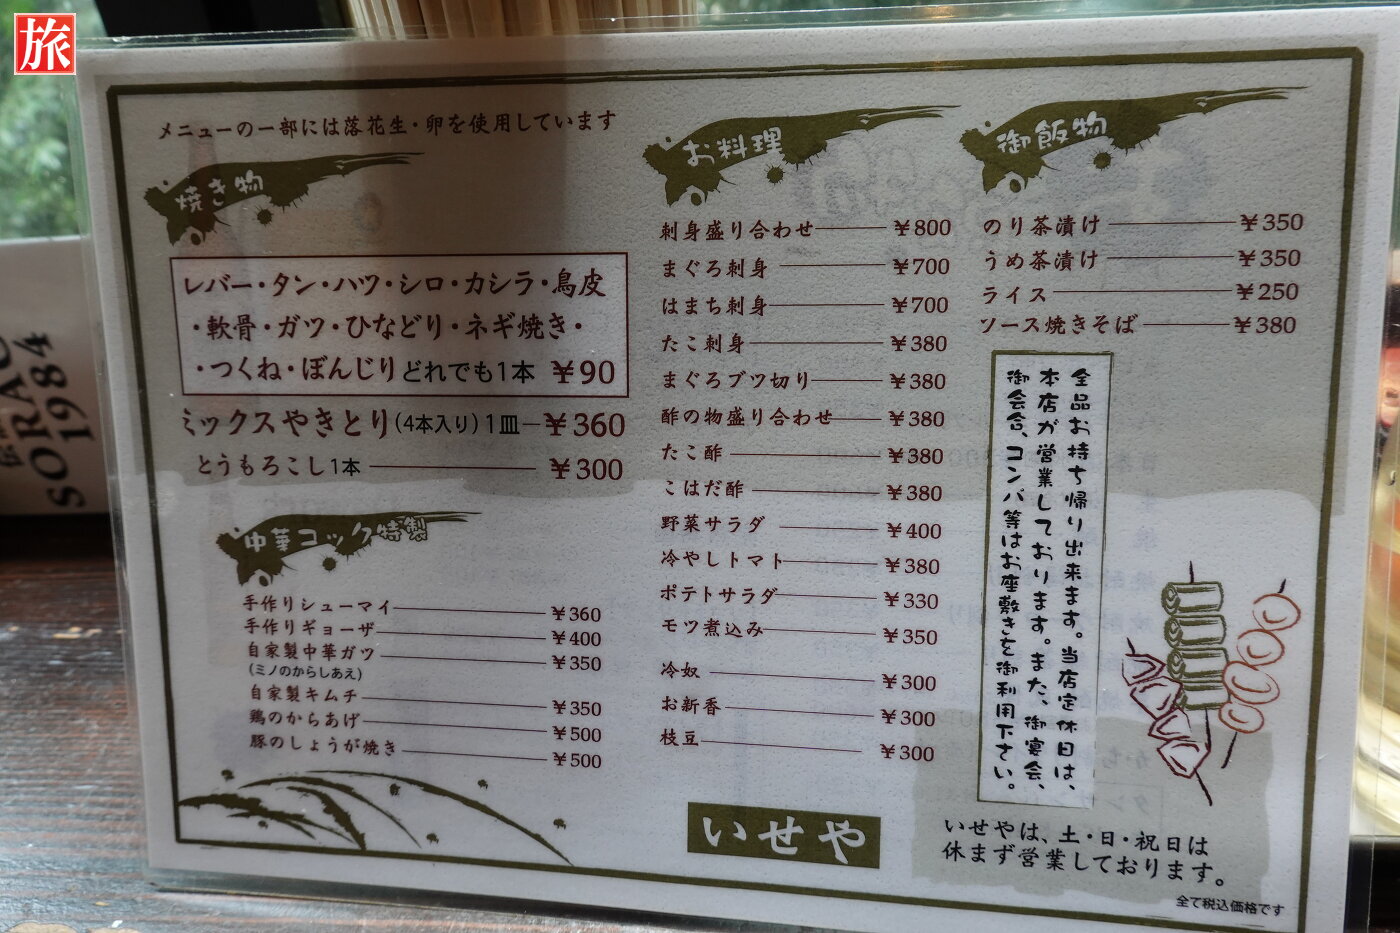 旅
SORAO
1984
メニューの一部には落花生・卵を使用しています
焼き物
レバー・タン・ハツ・シロ・カシラ・鳥皮
・軟骨・ガツ・ひなどり・ネギ焼き・
・つくね・ぼんじり どれでも1本 ¥90
ミックスやきとり(4本入り)1皿 ¥360
とうもろこし1本 ¥300
中華コック特製
手作りシューマイ ¥360
手作りギョーザ ¥400
自家製中華ガツ ¥350
(ミノのからしあえ)
自家製キムチ ¥350
鶏のからあげ ¥500
豚のしょうが焼き ¥500
お料理
刺身盛り合わせ ¥800
まぐろ刺身 ¥700
はまち刺身 ¥700
たこ刺身 ¥380
まぐろブツ切り ¥380
酢の物盛り合わせ ¥380
たこ酢 ¥380
こはだ酢 ¥380
野菜サラダ ¥400
冷やしトマト ¥380
ポテトサラダ ¥330
モツ煮込み ¥350
冷奴 ¥300
お新香 ¥300
枝豆 ¥300
いせや
御飯物
のり茶漬け ¥350
うめ茶漬け ¥350
ライス ¥250
ソース焼きそば ¥380
全品お持ち帰り出来ます。当店定休日は、
本店が営業しております。また、御宴会、
御会合、コンパ等はお座敷を御利用下さい。
いせやは、土・日・祝日は
休まず営業しております。
全て税込価格です